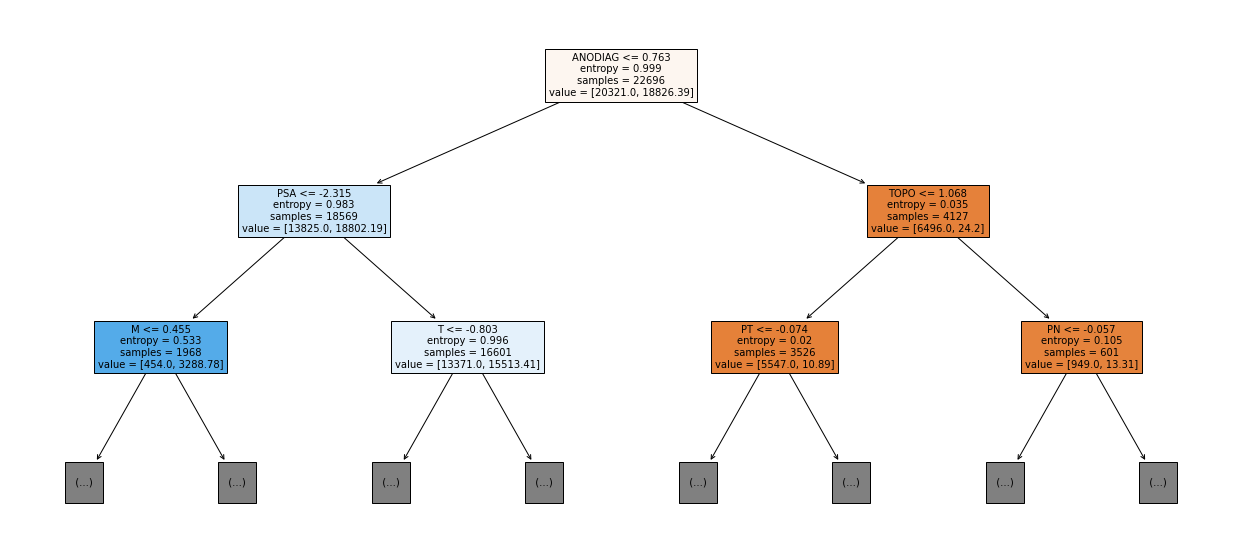 ANODIAG <= 0.763
entropy = 0.999
samples = 22696
value = [20321.0, 18826.39]
PSA <= -2.315
entropy = 0.983
samples = 18569
value = [13825.0, 18802.19]
TOPO <= 1.068
entropy = 0.035
samples = 4127
value = [6496.0, 24.2]
M <= 0.455
entropy = 0.533
samples = 1968
value = [454.0, 3288.78]
T <= -0.803
entropy = 0.996
samples = 16601
value = [13371.0, 15513.41]
PT <= -0.074
entropy = 0.02
samples = 3526
value = [5547.0, 10.89]
PN <= -0.057
entropy = 0.105
samples = 601
value = [949.0, 13.31]
(...)
(...)
(...)
(...)
(...)
(...)
(...)
(...)